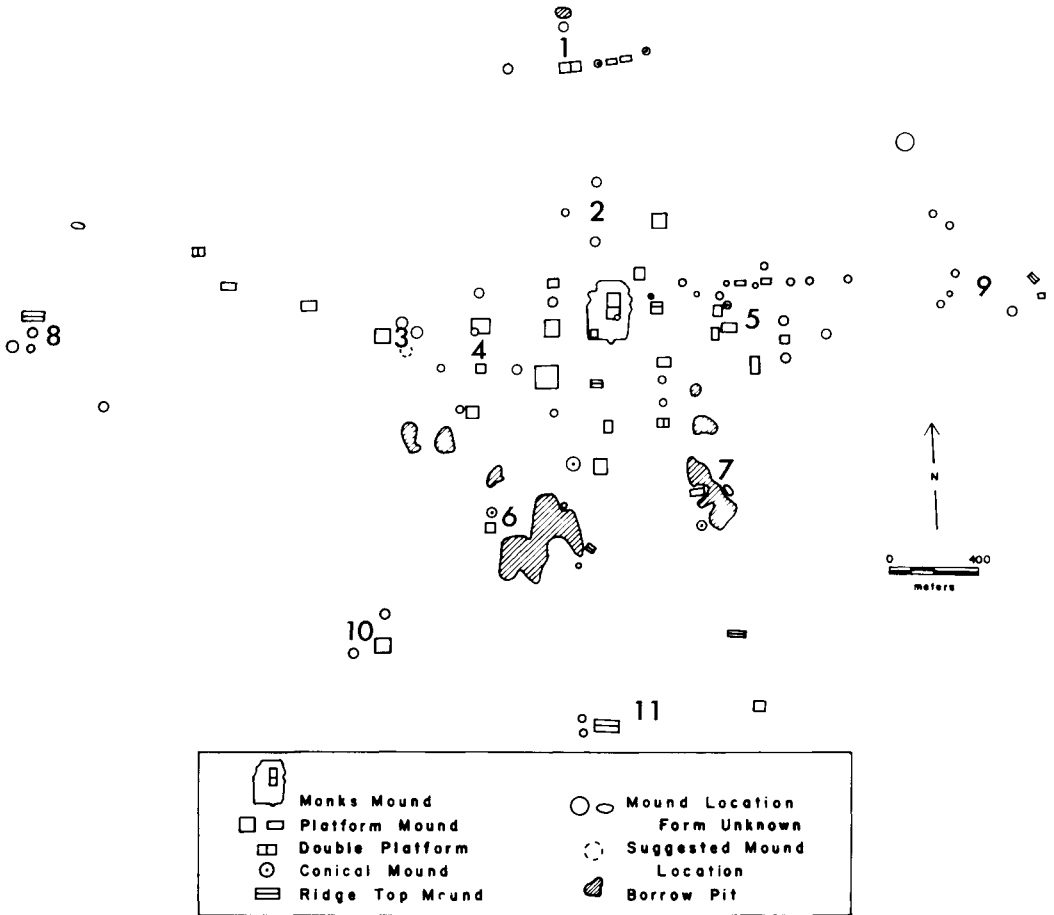 1
2
9
3
5
8
4
7
N
6
0 400
meters
10
11
Monks Mound
Platform Mound
Double Platform
Conical Mound
Ridge Top Mound
Mound Location
Form Unknown
Suggested Mound
Location
Borrow Pit